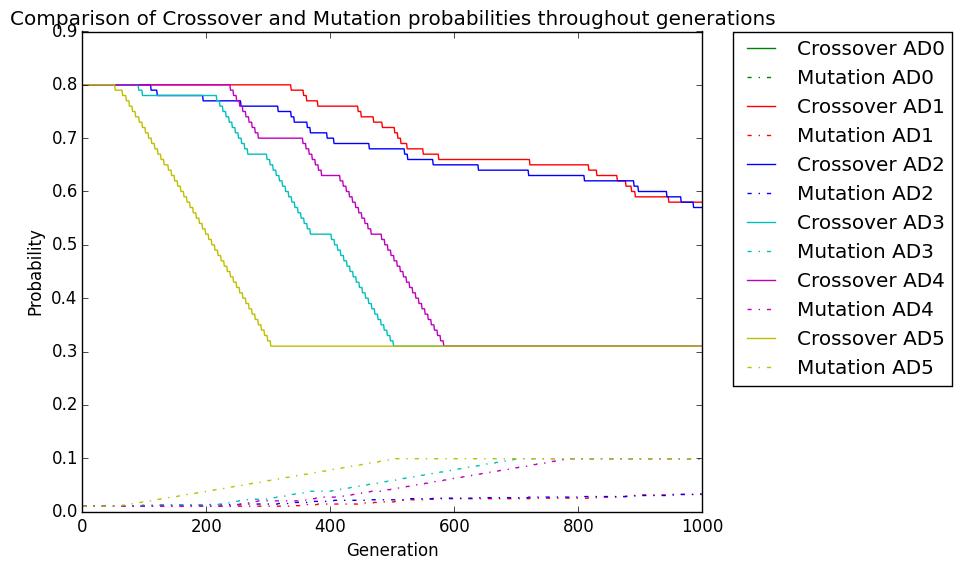 Comparison of Crossover and Mutation probabilities throughout generations
0.9
0.8
0.7
0.6
0.5
0.4
0.3
0.2
0.1
0.0
Probability
0 200 400 600 800 1000
Generation
Crossover AD0
Mutation AD0
Crossover AD1
Mutation AD1
Crossover AD2
Mutation AD2
Crossover AD3
Mutation AD3
Crossover AD4
Mutation AD4
Crossover AD5
Mutation AD5